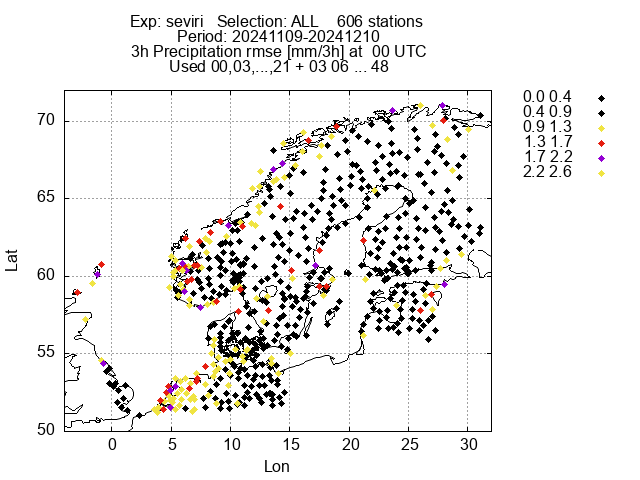 Exp: seviri   Selection: ALL    606 stations
Period: 20241109-20241210
3h Precipitation rmse [mm/3h] at  00 UTC
Used 00,03,...,21 + 03 06 ... 48
0.0 0.4
0.4 0.9
0.9 1.3
1.3 1.7
1.7 2.2
2.2 2.6
70
65
60
55
50
Lat
0 5 10 15 20 25 30
Lon